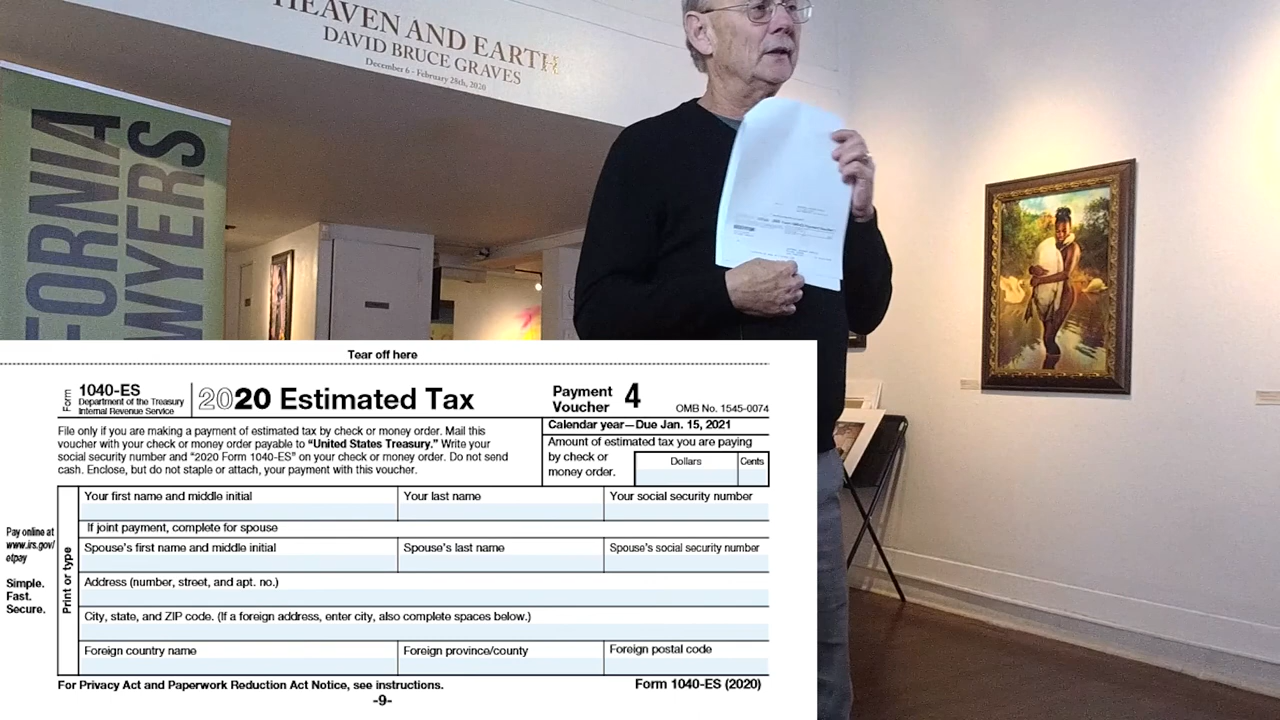 HEAVEN AND EARTH
DAVID BRUCE GRAVES
December 6 - February 28th, 2020
FORNIA
WYERS
Tear off here
Form 1040-ES
Department of the Treasury
Internal Revenue Service
2020 Estimated Tax
Payment
Voucher 4
OMB No. 1545-0074
File only if you are making a payment of estimated tax by check or money order. Mail this
voucher with your check or money order payable to “United States Treasury.” Write your
social security number and “2020 Form 1040-ES” on your check or money order. Do not send
cash. Enclose, but do not staple or attach, your payment with this voucher.
Calendar year—Due Jan. 15, 2021
Amount of estimated tax you are paying
by check or
money order.
Dollars
Cents
Pay online at
www.irs.gov/
etpay
Simple.
Fast.
Secure.
Print or type
Your first name and middle initial
Your last name
Your social security number
If joint payment, complete for spouse
Spouse’s first name and middle initial
Spouse’s last name
Spouse’s social security number
Address (number, street, and apt. no.)
City, state, and ZIP code. (If a foreign address, enter city, also complete spaces below.)
Foreign country name
Foreign province/county
Foreign postal code
For Privacy Act and Paperwork Reduction Act Notice, see instructions.
Form 1040-ES (2020)
-9-